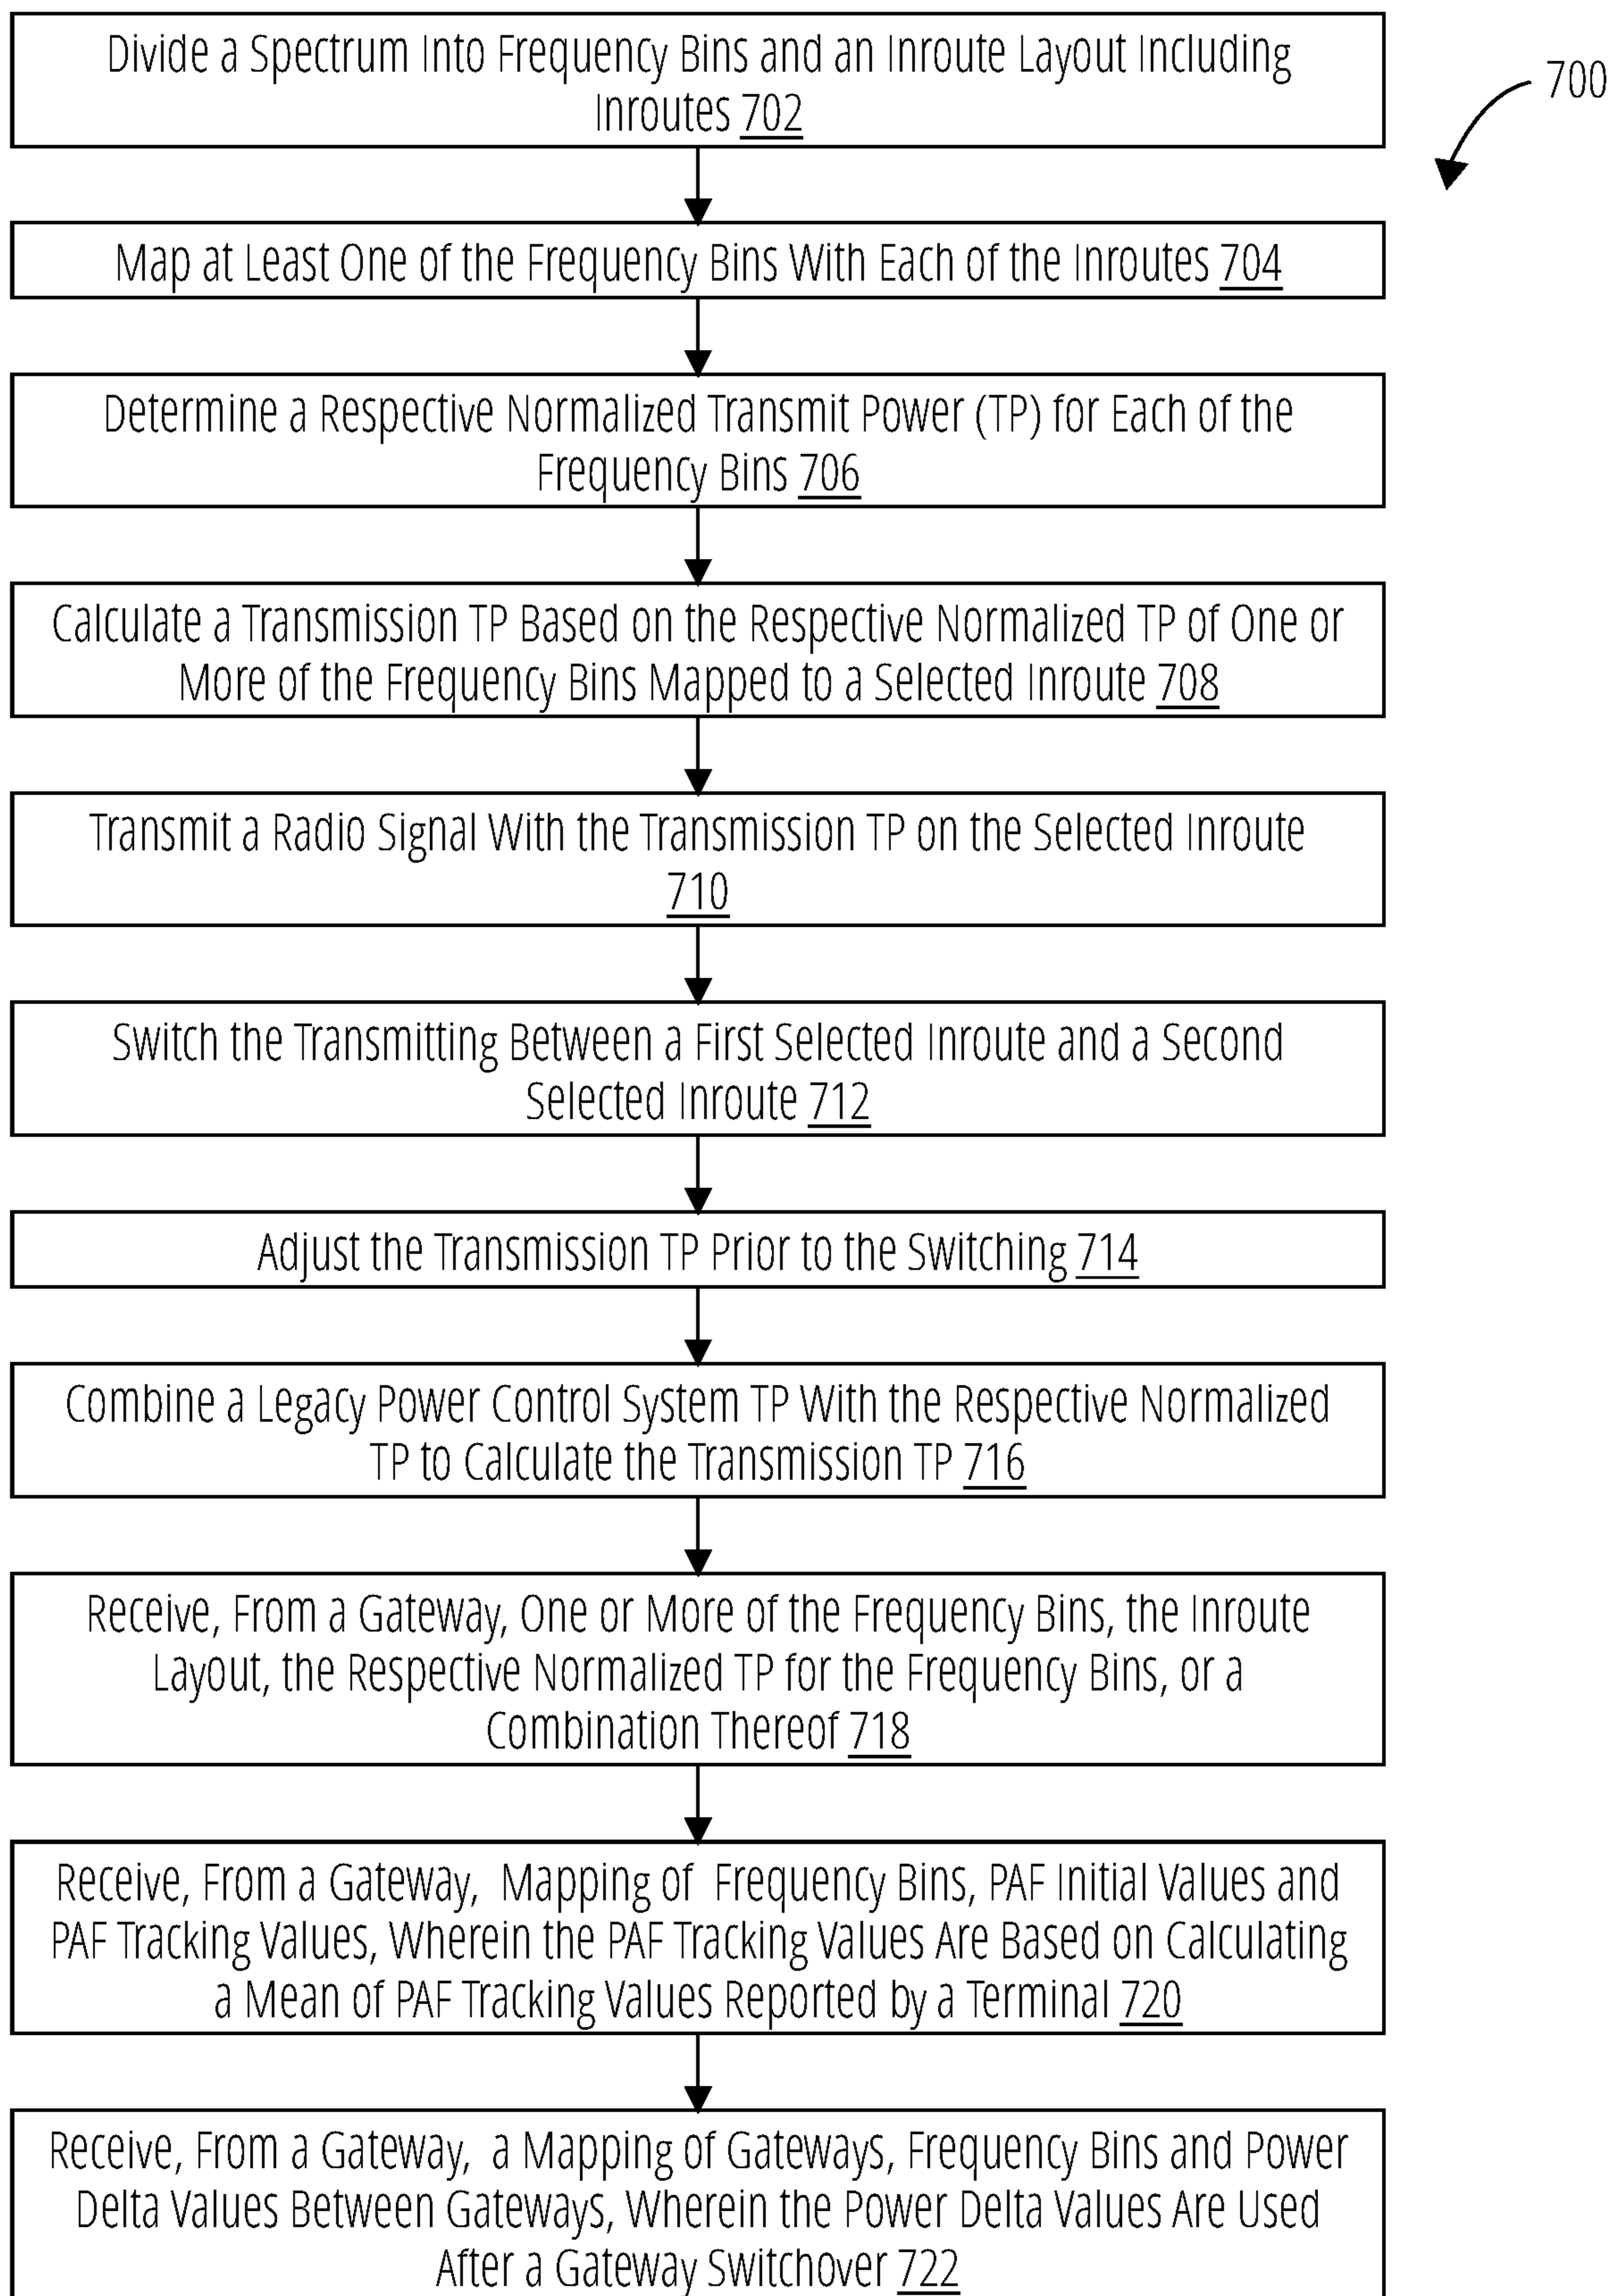 Divide a Spectrum Into Frequency Bins and an Inroute Layout Including
Inroutes 702
700
Map at Least One of the Frequency Bins With Each of the Inroutes 704
Determine a Respective Normalized Transmit Power (TP) for Each of the
Frequency Bins 706
Calculate a Transmission TP Based on the Respective Normalized TP of One or
More of the Frequency Bins Mapped to a Selected Inroute 708
Transmit a Radio Signal With the Transmission TP on the Selected Inroute
710
Switch the Transmitting Between a First Selected Inroute and a Second
Selected Inroute 712
Adjust the Transmission TP Prior to the Switching 714
Combine a Legacy Power Control System TP With the Respective Normalized
TP to Calculate the Transmission TP 716
Receive, From a Gateway, One or More of the Frequency Bins, the Inroute
Layout, the Respective Normalized TP for the Frequency Bins, or a
Combination Thereof 718
Receive, From a Gateway, Mapping of Frequency Bins, PAF Initial Values and
PAF Tracking Values, Wherein the PAF Tracking Values Are Based on Calculating
a Mean of PAF Tracking Values Reported by a Terminal 720
Receive, From a Gateway, a Mapping of Gateways, Frequency Bins and Power
Delta Values Between Gateways, Wherein the Power Delta Values Are Used
After a Gateway Switchover 722